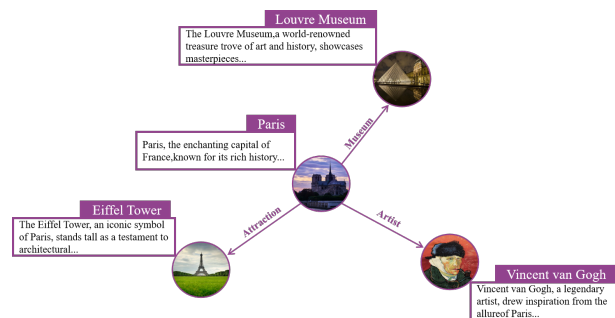 Louvre Museum
The Louvre Museum,a world-renowned
treasure trove of art and history, showcases
masterpieces...
Museum
Paris
Paris, the enchanting capital of
France,known for its rich history...
Eiffel Tower
The Eiffel Tower, an iconic symbol
of Paris, stands tall as a testament to
architectural...
Attraction
Artist
Vincent van Gogh
Vincent van Gogh, a legendary
artist, drew inspiration from the
allureof Paris...